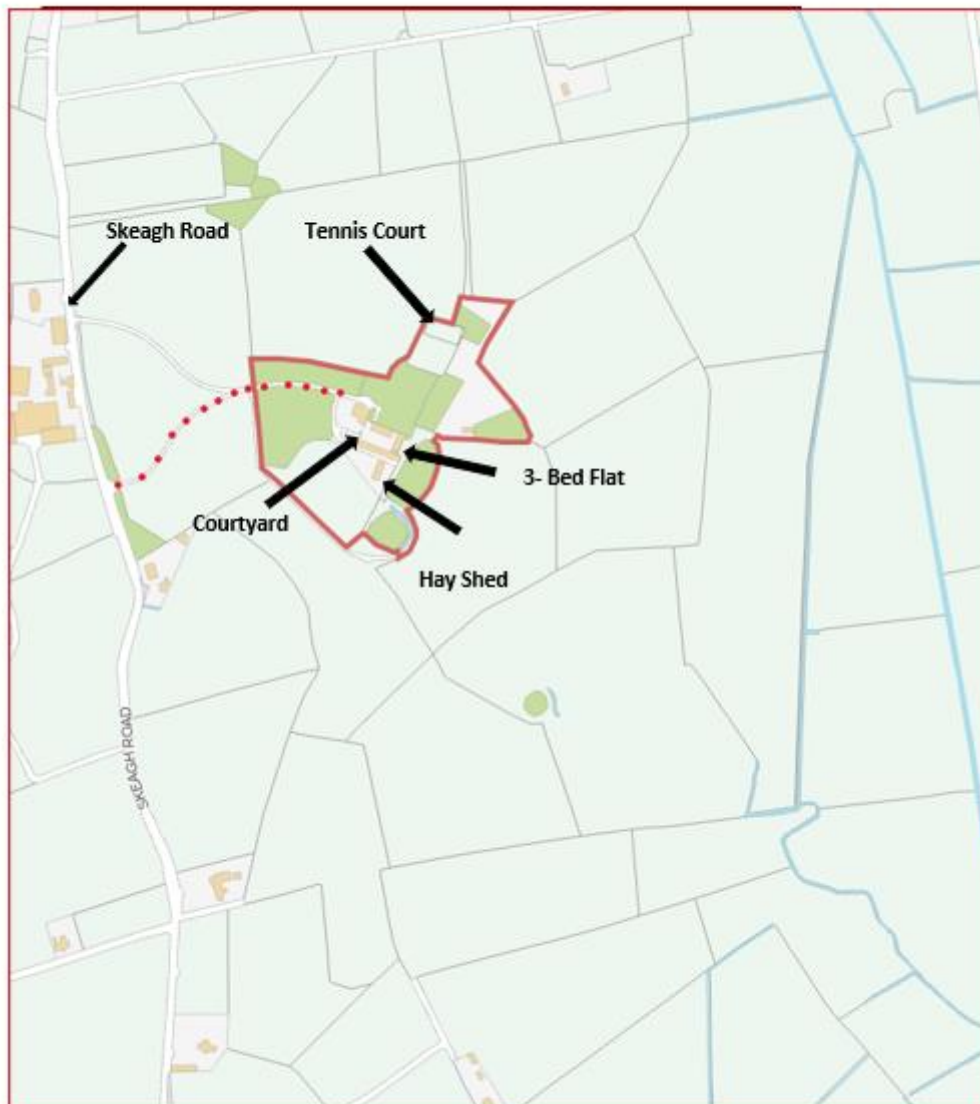 Skeagh Road
Tennis Court
3- Bed Flat
Courtyard
Hay Shed
SKEAGH ROAD